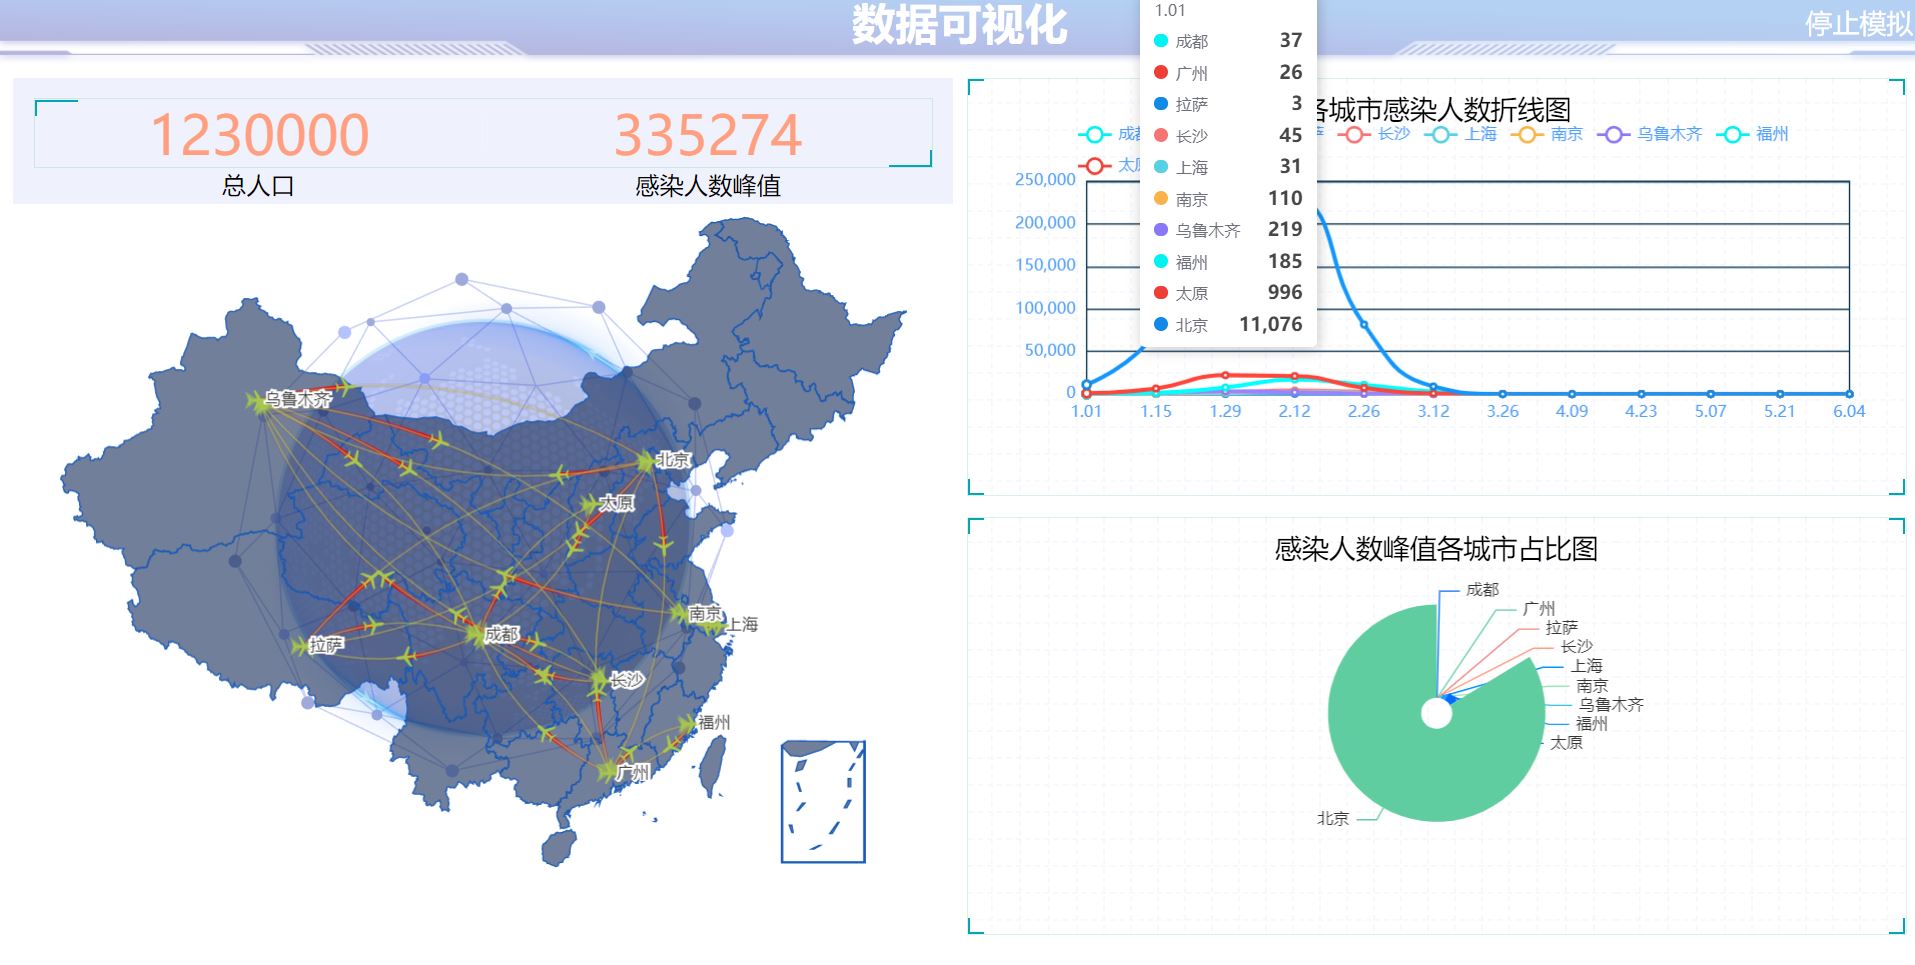 数据可视化
停止模拟
1230000
335274
总人口
感染人数峰值
乌鲁木齐
北京
太原
南京
上海
拉萨
成都
长沙
福州
广州
1.01
成都 37
广州 26
拉萨 3
长沙 45
上海 31
南京 110
乌鲁木齐 219
福州 185
太原 996
北京 11,076
各城市感染人数折线图
长沙 上海 南京 乌鲁木齐 福州
250,000
200,000
150,000
100,000
50,000
0
1.01 1.15 1.29 2.12 2.26 3.12 3.26 4.09 4.23 5.07 5.21 6.04
感染人数峰值各城市占比图
成都
广州
拉萨
长沙
上海
南京
乌鲁木齐
福州
太原
北京